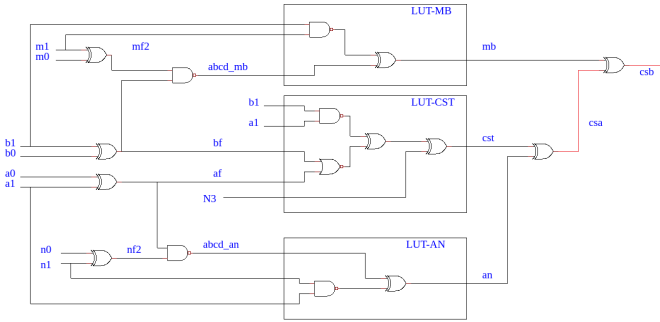 LUT-MB
m1
mf2
m0
abcd_mb
mb
csb
LUT-CST
b1
a1
csa
b1
b0
bf
cst
a0
a1
af
N3
n0
nf2
abcd_an
LUT-AN
n1
an